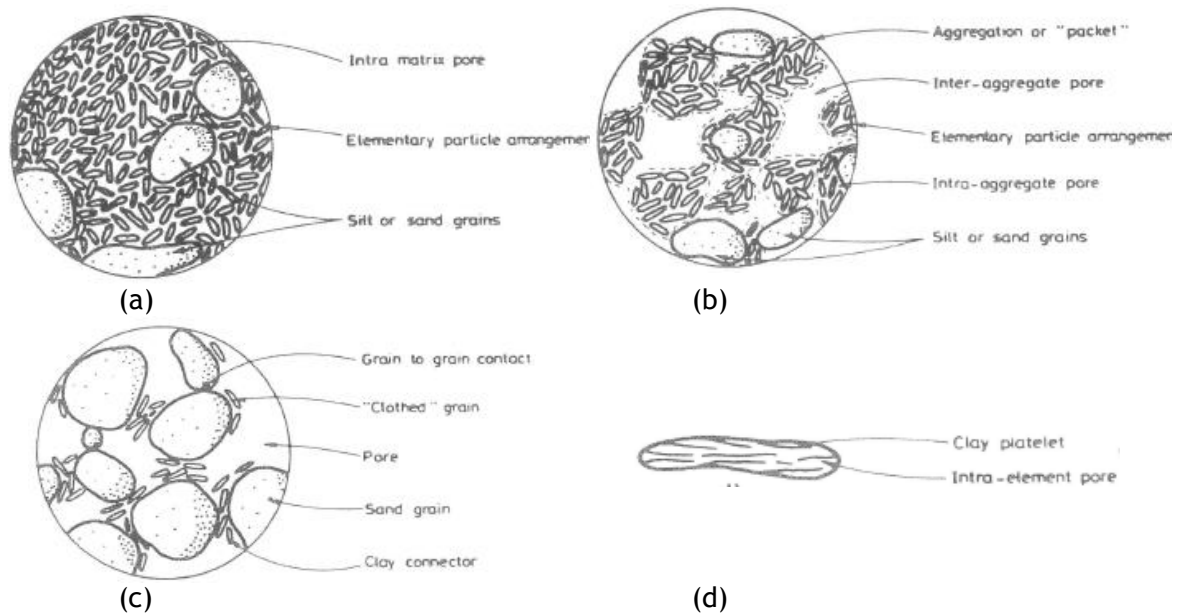 Intra matrix pore
Elementary particle arrangemer
Silt or sand grains
(a)
Aggregation or "packet"
Inter-aggregate pore
Elementary particle arrangemer
Intra-aggregate pore
Silt or sand grains
(b)
Grain to grain contact
"Clothed" grain
Pore
Sand grain
Clay connector
(c)
Clay platelet
Intra-element pore
(d)